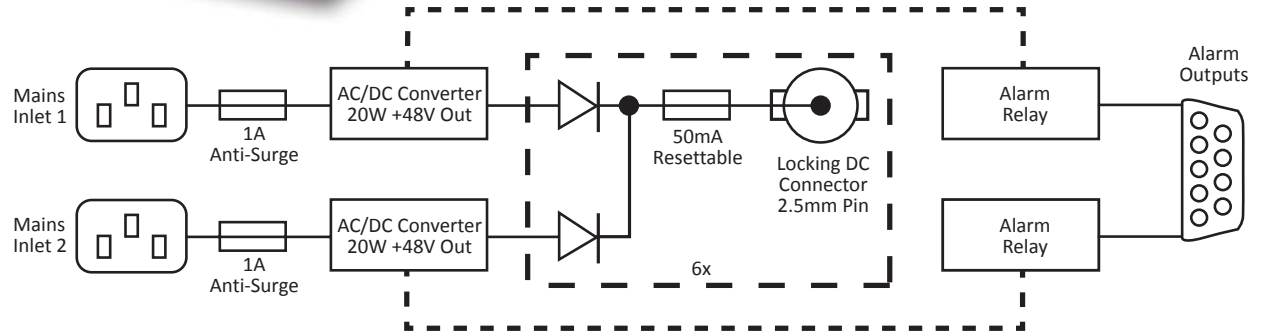 Mains
Inlet 1
1A
Anti-Surge
AC/DC Converter
20W +48V Out
50mA
Resettable
Locking DC
Connector
2.5mm Pin
Alarm
Relay
Alarm
Outputs
Mains
Inlet 2
1A
Anti-Surge
AC/DC Converter
20W +48V Out
6x
Alarm
Relay